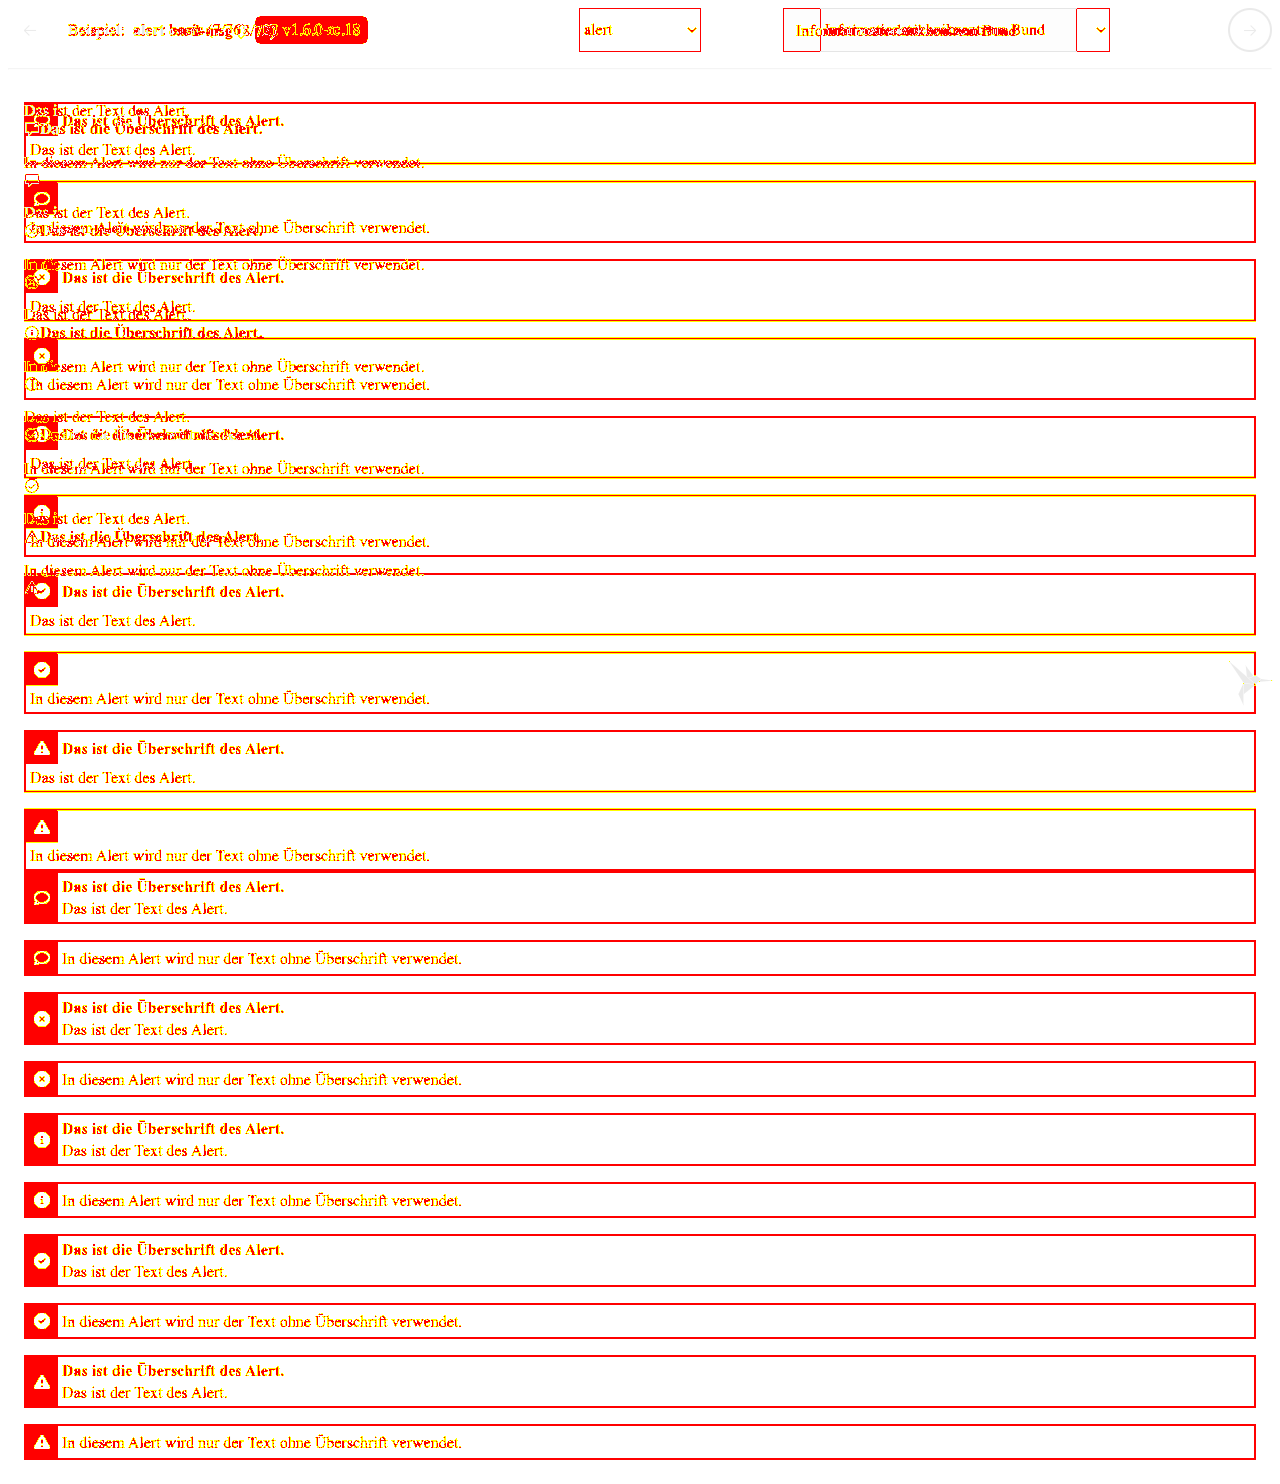 v1.6.0-rc.18
alert
Das ist der Text des Alert.
Das ist die Überschrift des Alert.
Das ist die Überschrift des Alert.
Das ist der Text des Alert.
In diesem Alert wird nur der Text ohne Überschrift verwendet.
Das ist der Text des Alert.
In diesem Alert wird nur der Text ohne Überschrift verwendet.
In diesem Alert wird nur der Text ohne Überschrift verwendet.
Das ist die Überschrift des Alert.
Das ist der Text des Alert.
Das ist der Text des Alert.
Das ist die Überschrift des Alert.
In diesem Alert wird nur der Text ohne Überschrift verwendet.
In diesem Alert wird nur der Text ohne Überschrift verwendet.
Das ist der Text des Alert.
Das ist der Text des Alert.
In diesem Alert wird nur der Text ohne Überschrift verwendet.
Das ist der Text des Alert.
Das ist die Überschrift des Alert.
In diesem Alert wird nur der Text ohne Überschrift verwendet.
In diesem Alert wird nur der Text ohne Überschrift verwendet.
Das ist die Überschrift des Alert.
Das ist der Text des Alert.
In diesem Alert wird nur der Text ohne Überschrift verwendet.
Das ist die Überschrift des Alert.
Das ist der Text des Alert.
In diesem Alert wird nur der Text ohne Überschrift verwendet.
Das ist die Überschrift des Alert.
Das ist der Text des Alert.
In diesem Alert wird nur der Text ohne Überschrift verwendet.
Das ist die Überschrift des Alert.
Das ist der Text des Alert.
In diesem Alert wird nur der Text ohne Überschrift verwendet.
Das ist die Überschrift des Alert.
Das ist der Text des Alert.
In diesem Alert wird nur der Text ohne Überschrift verwendet.
Das ist die Überschrift des Alert.
Das ist der Text des Alert.
In diesem Alert wird nur der Text ohne Überschrift verwendet.
Das ist die Überschrift des Alert.
Das ist der Text des Alert.
In diesem Alert wird nur der Text ohne Überschrift verwendet.